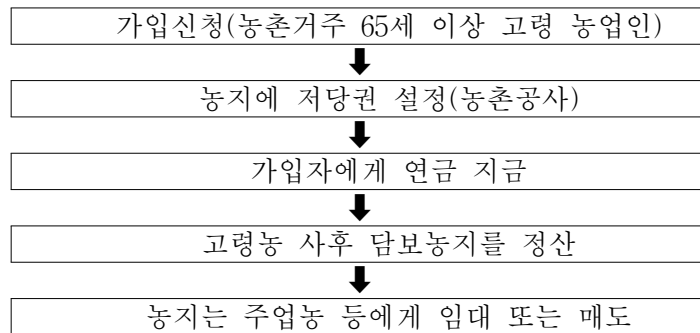 가입신청(농촌거주 65세 이상 고령 농업인)
농지에 저당권 설정(농촌공사)
가입자에게 연금 지금
고령농 사후 담보농지를 정산
농지는 주업농 등에게 임대 또는 매도